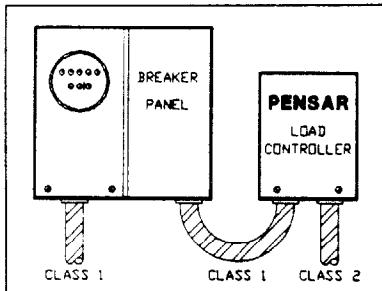 BREAKER
PANEL
PENSAR
LOAD
CONTROLLER
CLASS 1
CLASS 1
CLASS 2